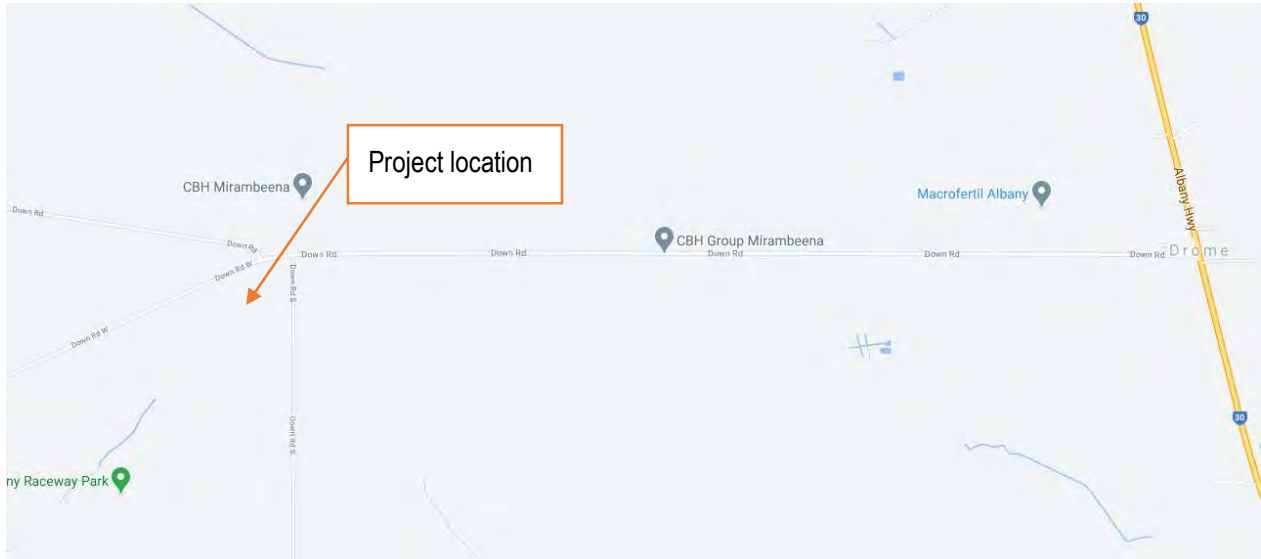 30
Project location
CBH Mirambeena
Macrofertil Albany
Albany Hwy
Down Rd
Down Rd
CBH Group Mirambeena
Down Rd
Down Rd
Down Rd
Down Rd
Down Rd
Drome
Down Rd W
Down Rd S
Down Rd W
30
Down Rd S
ny Raceway Park